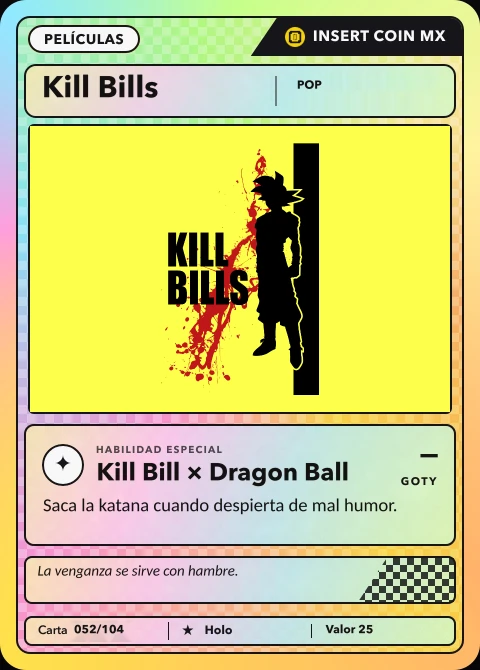 PELÍCULAS
INSERT COIN MX
Kill Bills
POP
KILL
BILLS
HABILIDAD ESPECIAL
Kill Bill × Dragon Ball
GOTY
Saca la katana cuando despierta de mal humor.
La venganza se sirve con hambre.
Carta 052/104 ★ Holo Valor 25